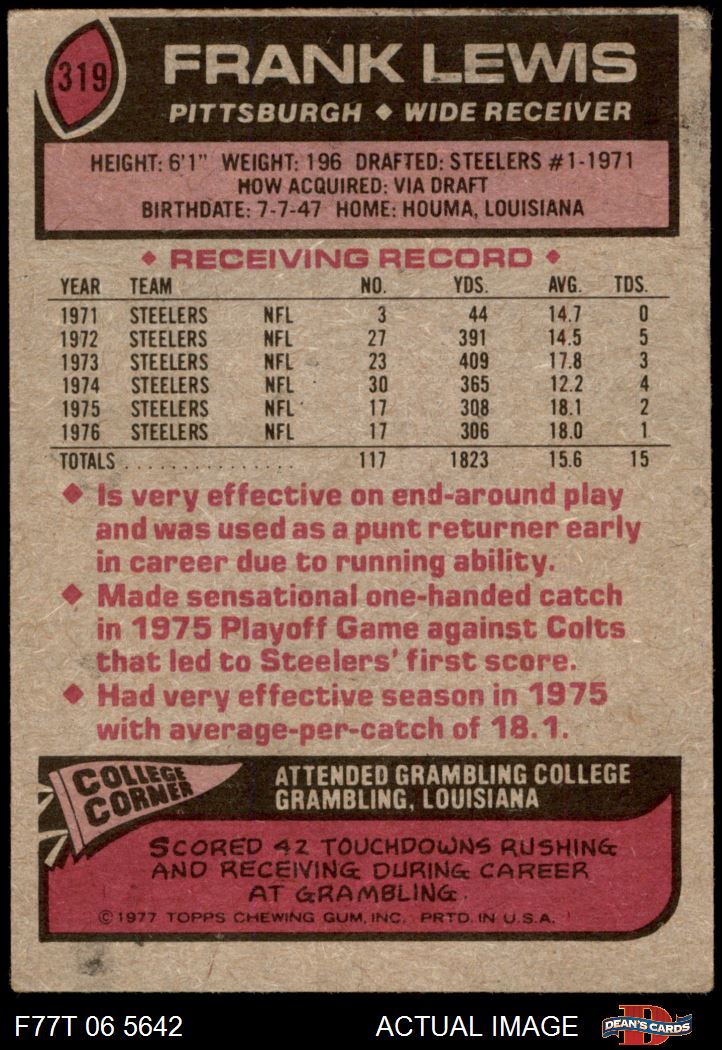 319
FRANK LEWIS
PITTSBURGH ♦ WIDE RECEIVER
HEIGHT: 6'1" WEIGHT: 196 DRAFTED: STEELERS #1-1971
HOW ACQUIRED: VIA DRAFT
BIRTHDATE: 7-7-47 HOME: HOUMA, LOUISIANA
♦ RECEIVING RECORD ♦
YEAR TEAM NO. YDS. AVG. TDS.
1971 STEELERS NFL 3 44 14.7 0
1972 STEELERS NFL 27 391 14.5 5
1973 STEELERS NFL 23 409 17.8 3
1974 STEELERS NFL 30 365 12.2 4
1975 STEELERS NFL 17 308 18.1 2
1976 STEELERS NFL 17 306 18.0 1
TOTALS . . . . . . . . . . . . . . . 117 1823 15.6 15
♦ Is very effective on end-around play
and was used as a punt returner early
in career due to running ability.
♦ Made sensational one-handed catch
in 1975 Playoff Game against Colts
that led to Steelers' first score.
♦ Had very effective season in 1975
with average-per-catch of 18.1.
COLLEGE
CORNER
ATTENDED GRAMBLING COLLEGE
GRAMBLING, LOUISIANA
SCORED 42 TOUCHDOWNS RUSHING
AND RECEIVING DURING CAREER
AT GRAMBLING.
©1977 TOPPS CHEWING GUM, INC. PRTD. IN U.S.A.
F77T 06 5642
ACTUAL IMAGE
D
DEAN'S CARDS